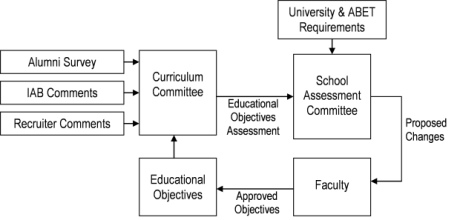 University & ABET
Requirements
Alumni Survey
IAB Comments
Recruiter Comments
Curriculum
Committee
Educational
Objectives
Assessment
School
Assessment
Committee
Proposed
Changes
Educational
Objectives
Approved
Objectives
Faculty